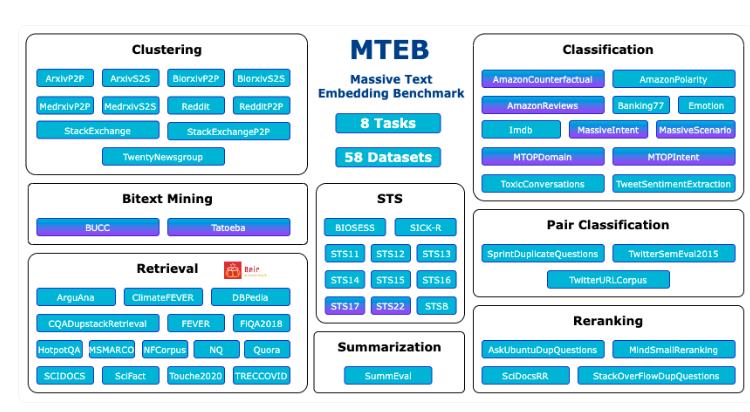 Clustering
ArxivP2P ArxivS2S BiorxivP2P BiorxivS2S
MedrxivP2P MedrxivS2S Reddit RedditP2P
StackExchange StackExchangeP2P
TwentyNewsgroup
MTEB
Massive Text
Embedding Benchmark
8 Tasks
58 Datasets
Classification
AmazonCounterfactual AmazonPolarity
AmazonReviews Banking77 Emotion
Imdb MassiveIntent MassiveScenario
MTOPDomain MTOPIntent
ToxicConversations TweetSentimentExtraction
Bitext Mining
BUCC Tatoeba
STS
BIOSESS SICK-R
STS11 STS12 STS13
STS14 STS15 STS16
STS17 STS22 STSB
Pair Classification
SprintDuplicateQuestions TwitterSemEval2015
TwitterURLCorpus
Retrieval
Beir
ArguAna ClimateFEVER DBPedia
CQADupstackRetrieval FEVER FiQA2018
HotpotQA MSMARCO NFCorpus NQ Quora
SCIDOCS SciFact Touche2020 TRECCOVID
Summarization
SummEval
Reranking
AskUbuntuDupQuestions MindSmallReranking
SciDocsRR StackOverFlowDupQuestions